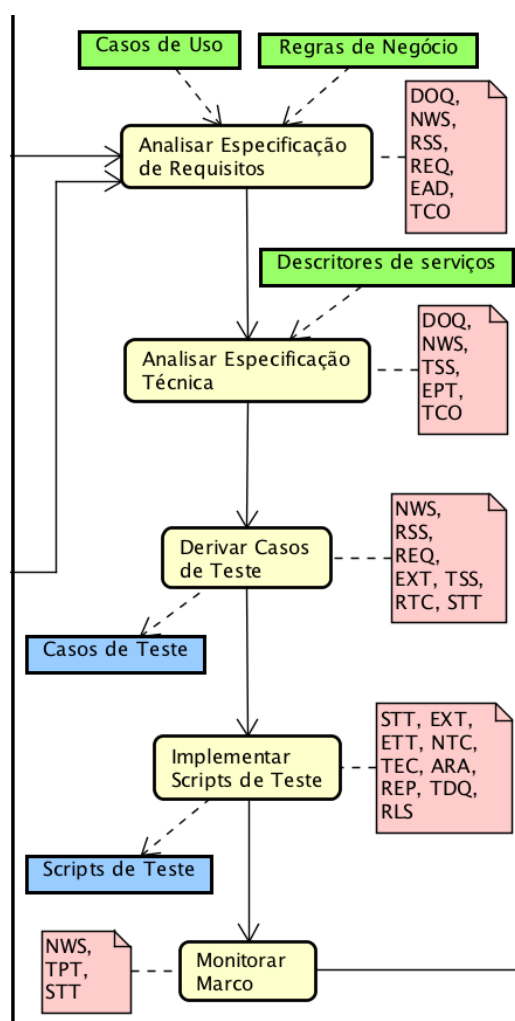 Casos de Uso
Regras de Negócio
Analisar Especificação
de Requisitos
DOQ,
NWS,
RSS,
REQ,
EAD,
TCO
Descritores de serviços
Analisar Especificação
Técnica
DOQ,
NWS,
TSS,
EPT,
TCO
Derivar Casos
de Teste
NWS,
RSS,
REQ,
EXT, TSS,
RTC, STT
Casos de Teste
Implementar
Scripts de Teste
STT, EXT,
ETT, NTC,
TEC, ARA,
REP, TDQ,
RLS
Scripts de Teste
NWS,
TPT,
STT
Monitorar
Marco